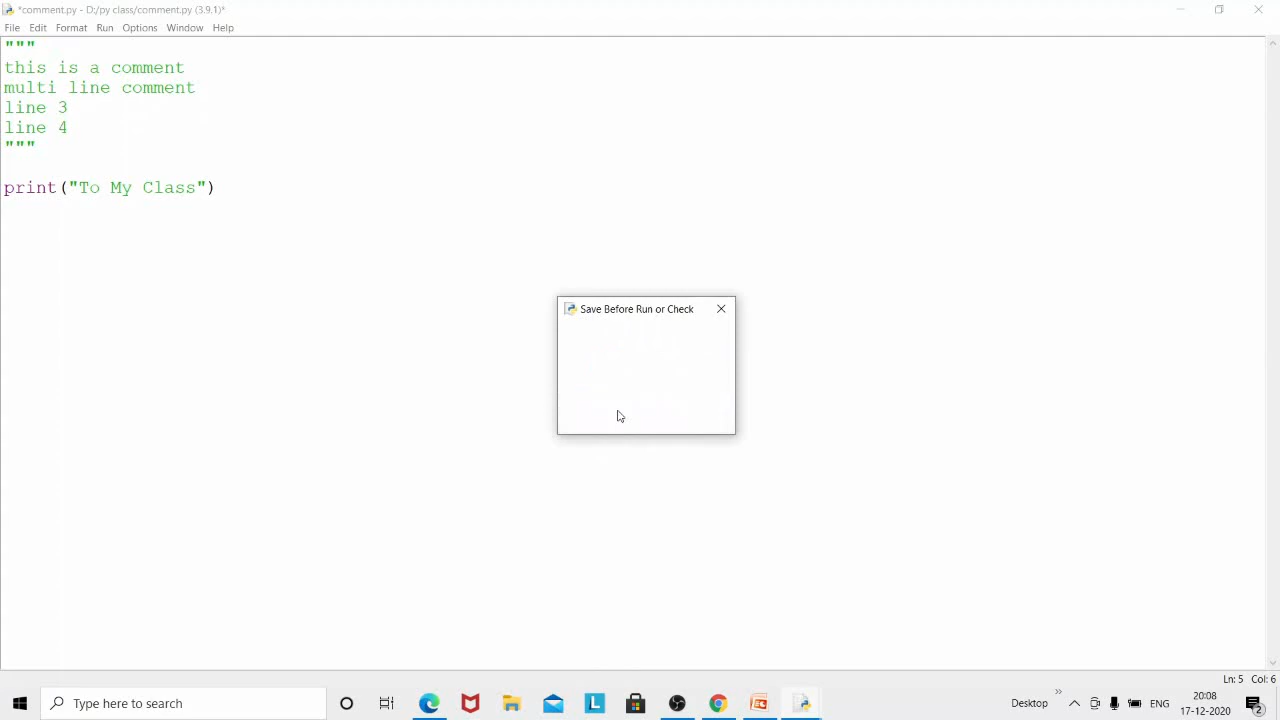 *comment.py - D:/py class/comment.py (3.9.1)*
File Edit Format Run Options Window Help
"""
this is a comment
multi line comment
line 3
line 4
"""
print("To My Class")
Save Before Run or Check
Ln: 5 Col: 6
Type here to search
L
Desktop
ENG
20:08
17-12-2020
2